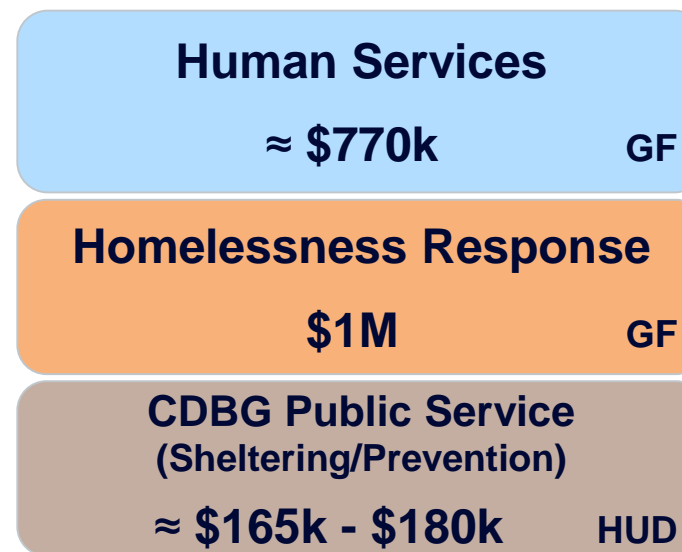 Human Services
≈ $770k GF
Homelessness Response
$1M GF
CDBG Public Service
(Sheltering/Prevention)
≈ $165k - $180k HUD